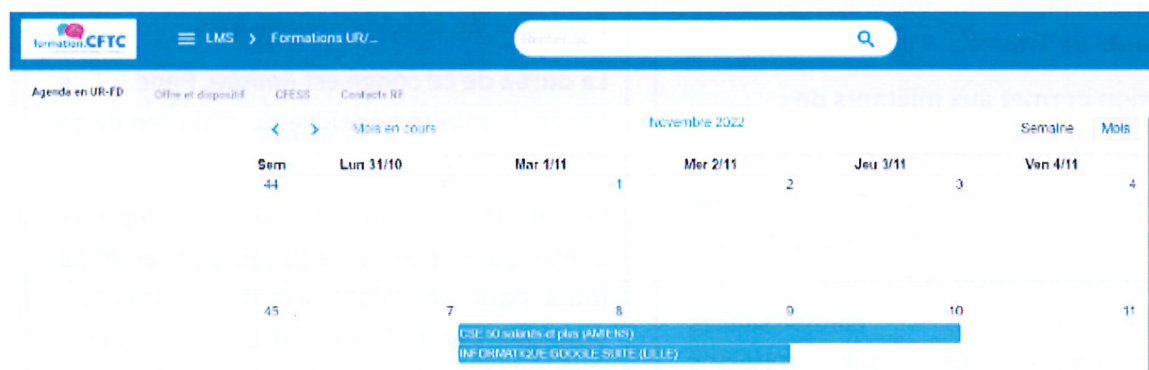 formation.CFTC
LMS > Formations UR/...
Rechercher
Agenda en UR-FD Offre et dispositif CFESS Contacts RF
< > Mois en cours Novembre 2022 Semaine Mois
Sem Lun 31/10 Mar 1/11 Mer 2/11 Jeu 3/11 Ven 4/11
44 1 2 3 4
45 7 8 9 10 11
CSE 50 salariés et plus (AMIENS)
INFORMATIQUE GOOGLE SUITE (LILLE)